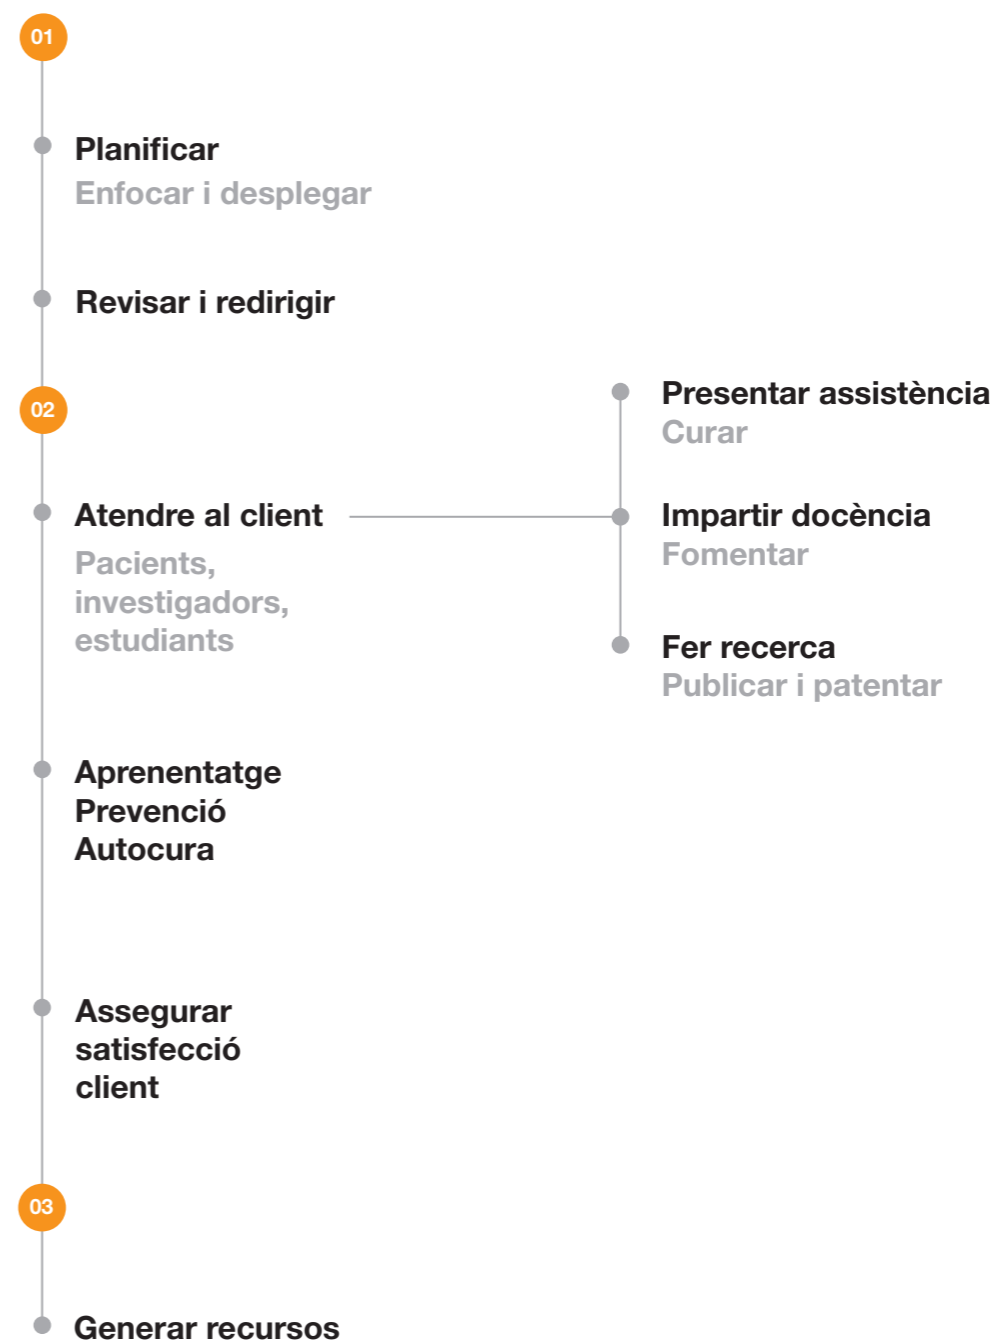 01
Planificar
Enfocar i desplegar
Revisar i redirigir
02
Atendre al client
Pacients,
investigadors,
estudiants
Presentar assistència
Curar
Impartir docència
Fomentar
Fer recerca
Publicar i patentar
Aprenentatge
Prevenció
Autocura
Assegurar
satisfecció
client
03
Generar recursos